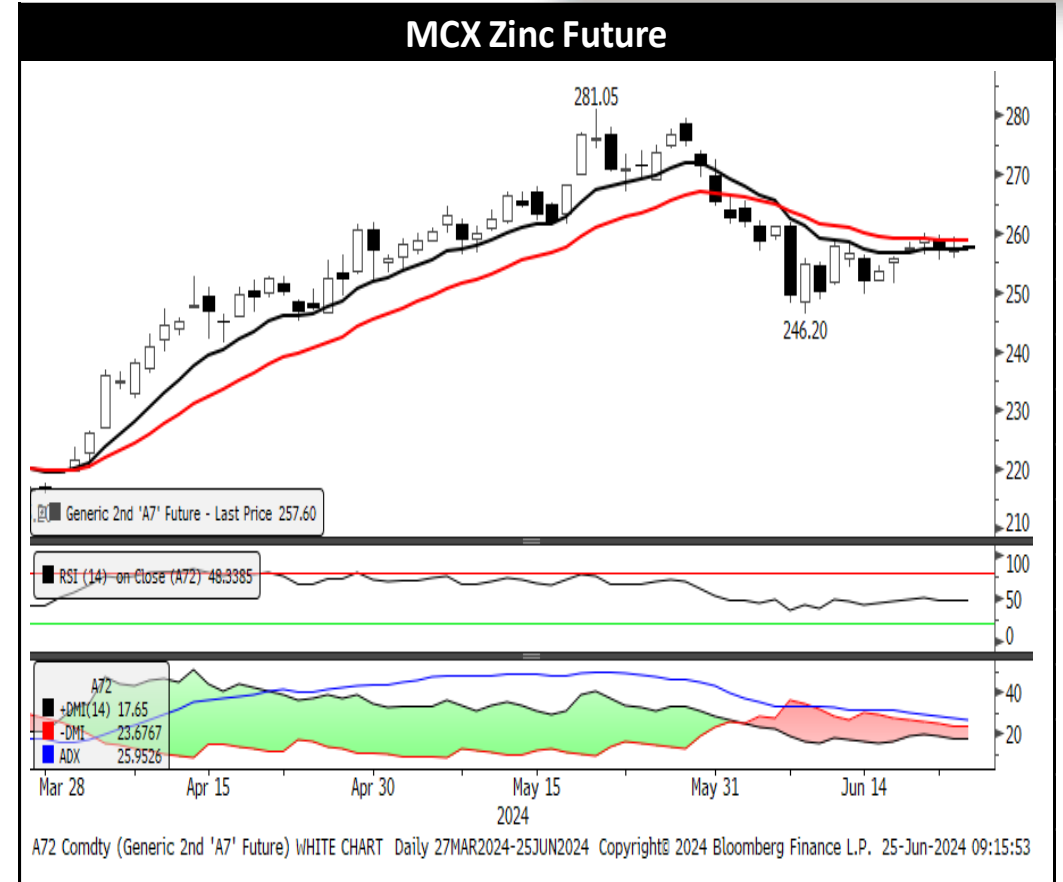 MCX Zinc Future
281.05
246.20
280
270
260
250
240
230
220
210
Generic 2nd 'A7' Future - Last Price 257.60
100
50
0
RSI (14) on Close (A72) 48.3385
A72
+DMI(14) 17.65
-DMI 23.6767
ADX 25.9526
40
20
Mar 28 Apr 15 Apr 30 May 15 May 31 Jun 14
2024
A72 Comdty (Generic 2nd 'A7' Future) WHITE CHART Daily 27MAR2024-25JUN2024 Copyright© 2024 Bloomberg Finance L.P. 25-Jun-2024 09:15:53